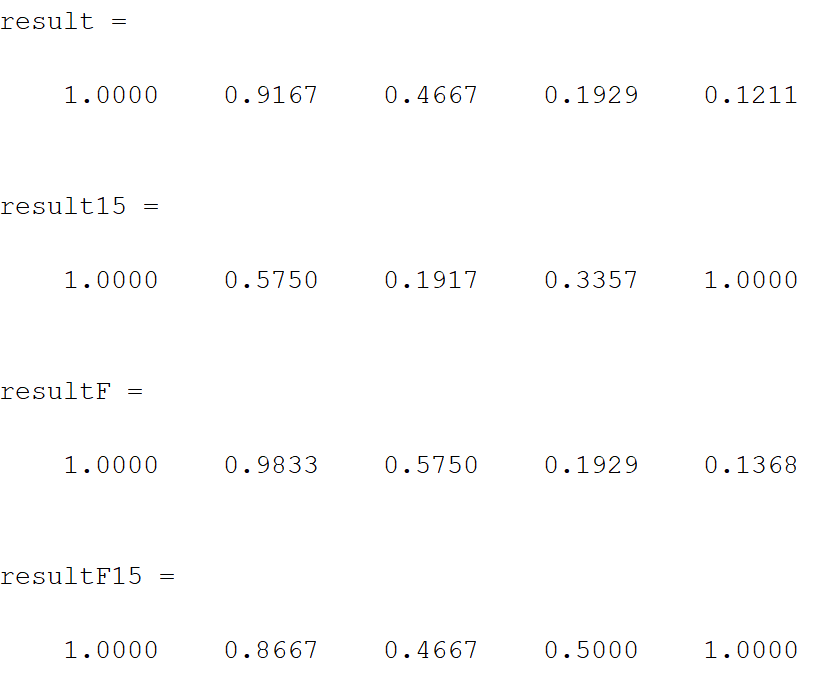 result =
1.0000 0.9167 0.4667 0.1929 0.1211
result15 =
1.0000 0.5750 0.1917 0.3357 1.0000
resultF =
1.0000 0.9833 0.5750 0.1929 0.1368
resultF15 =
1.0000 0.8667 0.4667 0.5000 1.0000